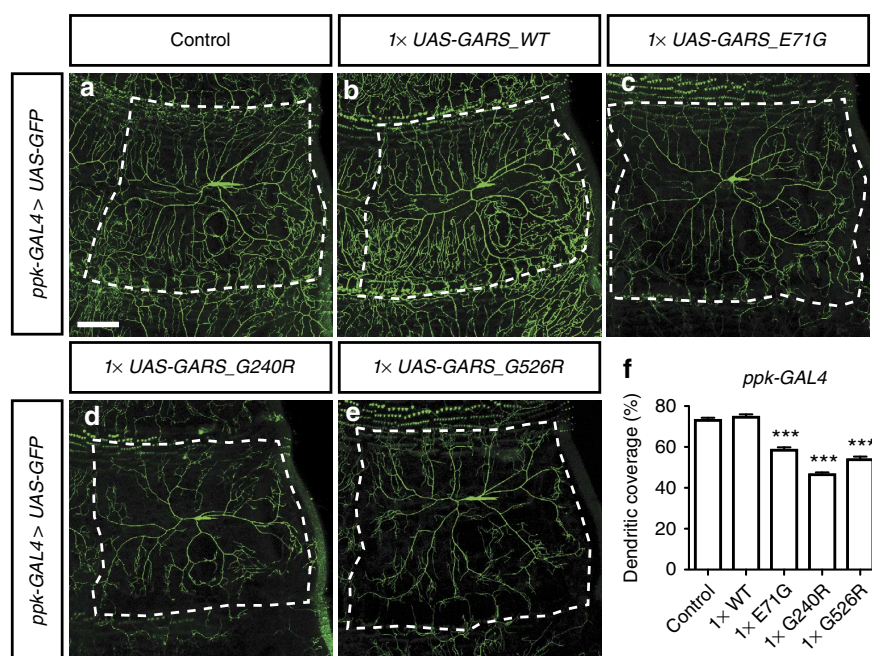 Control
1× UAS-GARS_WT
1× UAS-GARS_E71G
ppk-GAL4 > UAS-GFP
a
b
c
1× UAS-GARS_G240R
1× UAS-GARS_G526R
ppk-GAL4 > UAS-GFP
d
e
f
ppk-GAL4
Dendritic coverage (%)
80
60
40
20
0
***
***
***
Control
1× WT
1× E71G
1× G240R
1× G526R